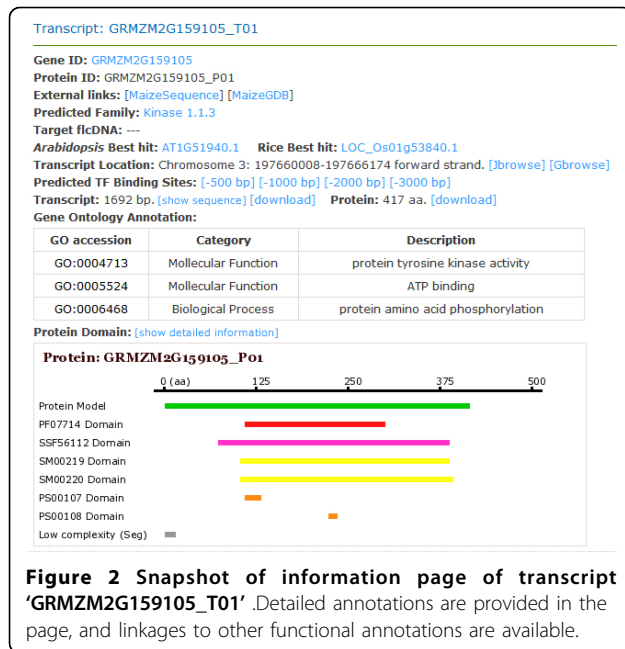 Transcript: GRMZM2G159105_T01
Gene ID: GRMZM2G159105
Protein ID: GRMZM2G159105_P01
External links: [MaizeSequence] [MaizeGDB]
Predicted Family: Kinase 1.1.3
Target flcDNA: ---
Arabidopsis Best hit: AT1G51940.1 Rice Best hit: LOC_Os01g53840.1
Transcript Location: Chromosome 3: 197660008-197666174 forward strand. [Jbrowse] [Gbrowse]
Predicted TF Binding Sites: [-500 bp] [-1000 bp] [-2000 bp] [-3000 bp]
Transcript: 1692 bp. [show sequence] [download] Protein: 417 aa. [download]
Gene Ontology Annotation:
GO accession Category Description
GO:0004713 Molecular Function protein tyrosine kinase activity
GO:0005524 Molecular Function ATP binding
GO:0006468 Biological Process protein amino acid phosphorylation
Protein Domain: [show detailed information]
Protein: GRMZM2G159105_P01
0 (aa) 125 250 375 500
Protein Model
PF07714 Domain
SSF56112 Domain
SM00219 Domain
SM00220 Domain
PS00107 Domain
PS00108 Domain
Low complexity (Seg)
Figure 2 Snapshot of information page of transcript
'GRMZM2G159105_T01' .Detailed annotations are provided in the
page, and linkages to other functional annotations are available.